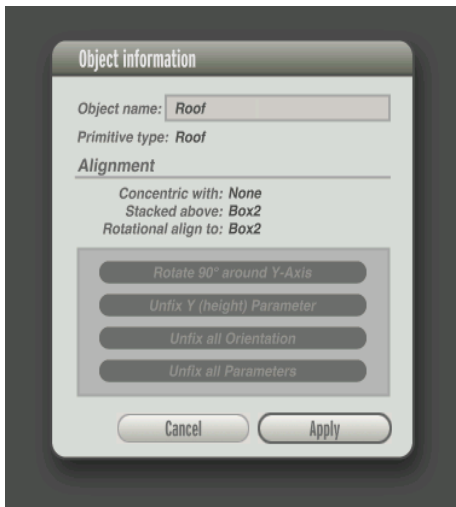 Object information
Object name: Roof
Primitive type: Roof
Alignment
Concentric with: None
Stacked above: Box2
Rotational align to: Box2
Rotate 90° around Y-Axis
Unfix Y (height) Parameter
Unfix all Orientation
Unfix all Parameters
Cancel Apply